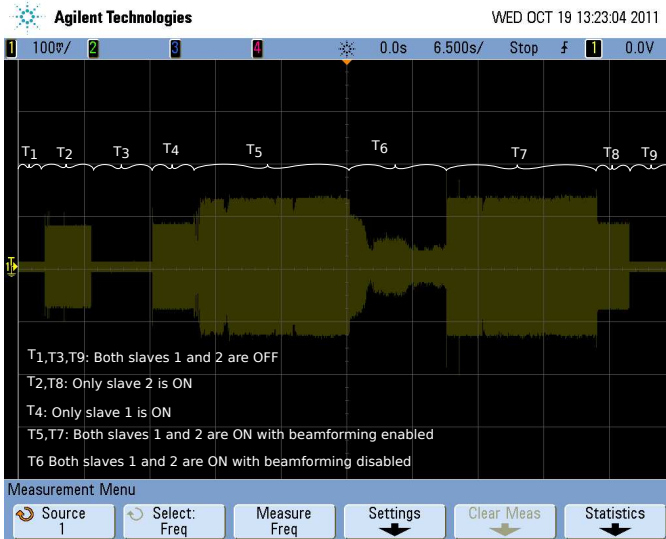 Agilent Technologies WED OCT 19 13:23:04 2011
1 100mV/ 2 3 4 0.0s 6.500s/ Stop 1 0.0V
T1 T2 T3 T4 T5 T6 T7 T8 T9
T1,T3,T9: Both slaves 1 and 2 are OFF
T2,T8: Only slave 2 is ON
T4: Only slave 1 is ON
T5,T7: Both slaves 1 and 2 are ON with beamforming enabled
T6 Both slaves 1 and 2 are ON with beamforming disabled
Measurement Menu
Source Select: Measure Settings Clear Meas Statistics
1 Freq Freq